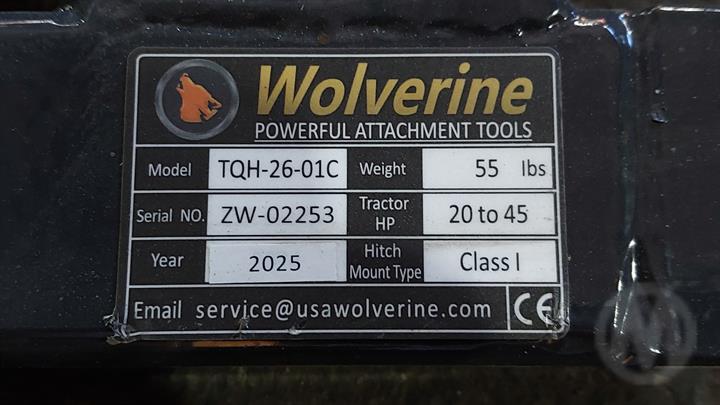 Wolverine
POWERFUL ATTACHMENT TOOLS
Model TQH-26-01C Weight 55 lbs
Serial NO. ZW-02253 Tractor HP 20 to 45
Year 2025 Hitch Mount Type Class I
Email service@usawolverine.com CE
M